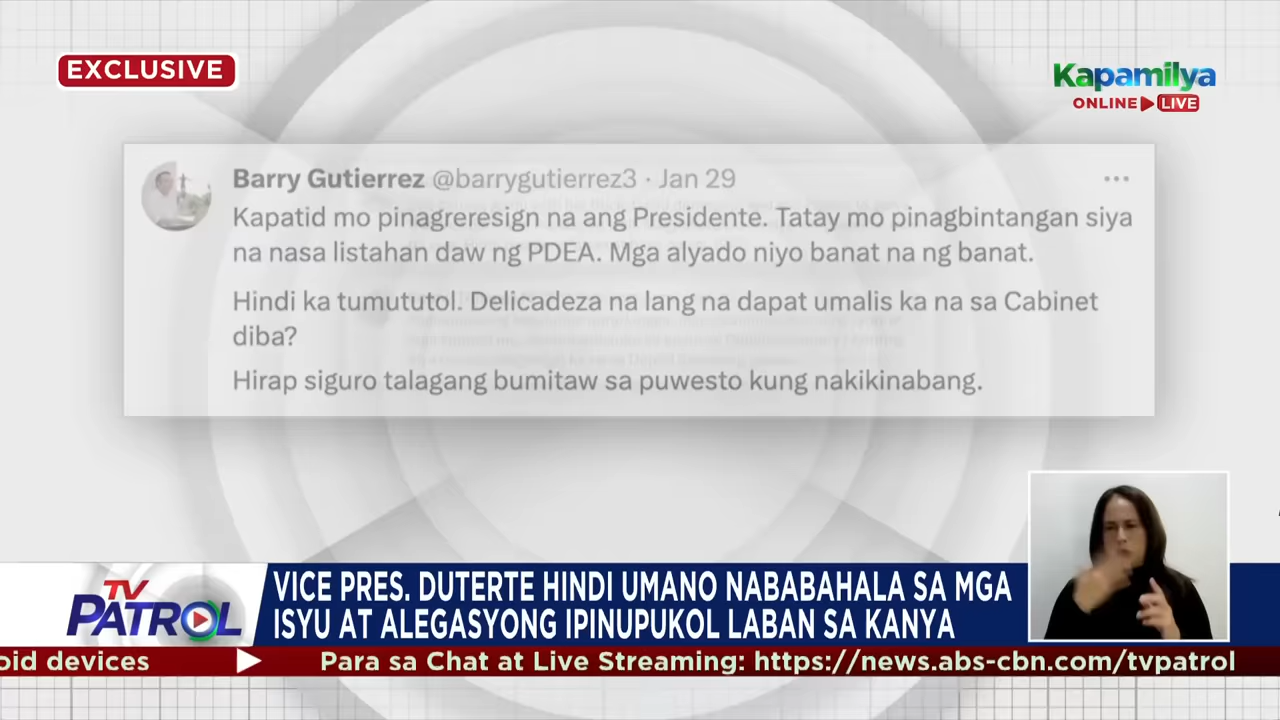 EXCLUSIVE
Kapamilya
ONLINE LIVE
Barry Gutierrez @barrygutierrez3 · Jan 29
Kapatid mo pinagreresign na ang Presidente. Tatay mo pinagbintangan siya
na nasa listahan daw ng PDEA. Mga alyado niyo banat na ng banat.
Hindi ka tumututol. Delicadeza na lang na dapat umalis ka na sa Cabinet
diba?
Hirap siguro talagang bumitaw sa puwesto kung nakikinabang.
TV
PATROL
VICE PRES. DUTERTE HINDI UMANO NABABAHALA SA MGA
ISYU AT ALEGASYONG IPINUPUKOL LABAN SA KANYA
oid devices Para sa Chat at Live Streaming: https://news.abs-cbn.com/tvpatrol